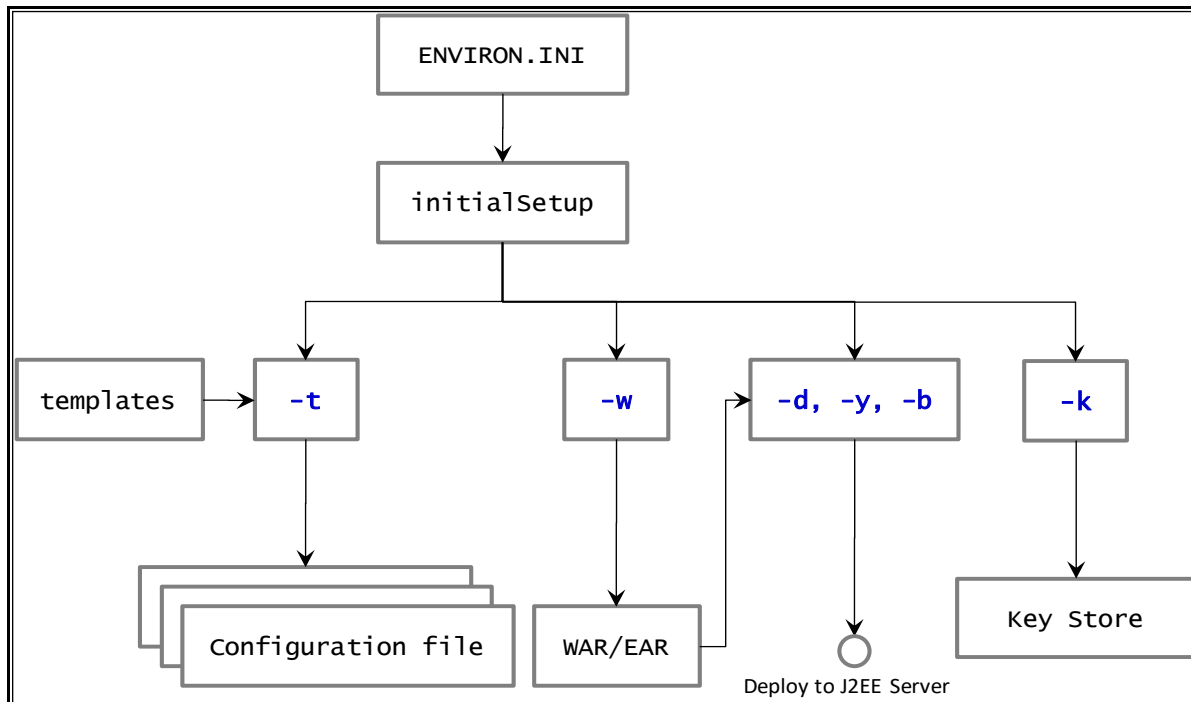 ENVIRON.INI
initialSetup
templates
-t
-w
-d, -y, -b
-k
Configuration file
WAR/EAR
Key Store
Deploy to J2EE Server